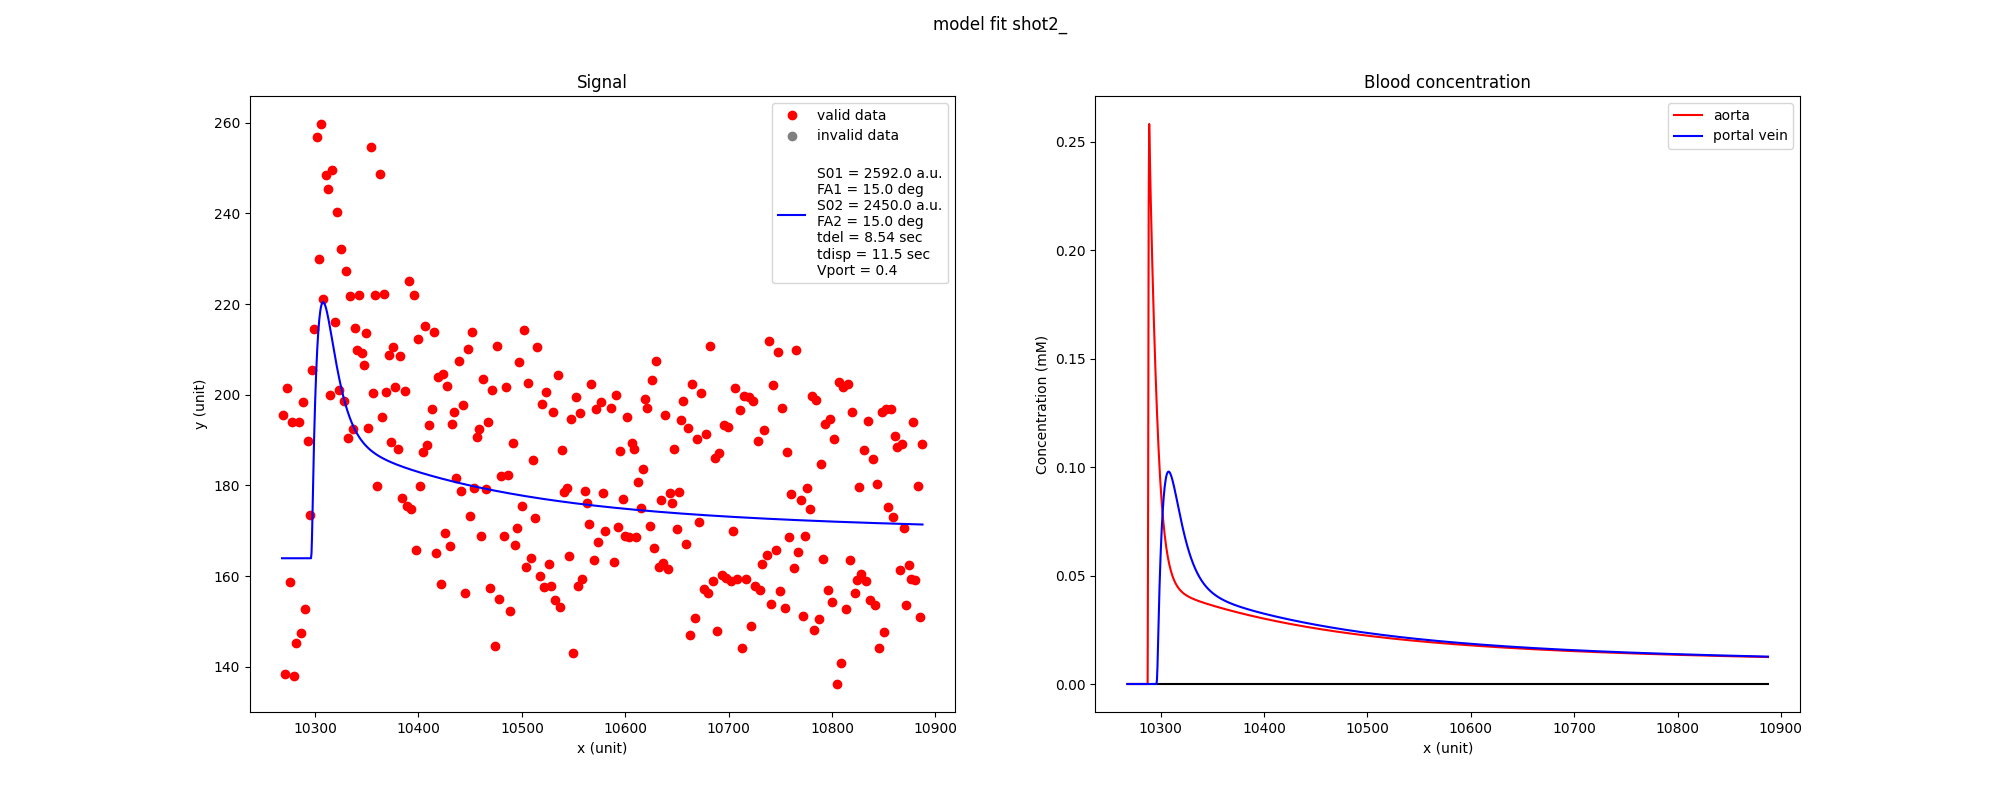 model fit shot2_
Signal
260
240
220
200
180
160
140
y (unit)
valid data
invalid data
S01 = 2592.0 a.u.
FA1 = 15.0 deg
S02 = 2450.0 a.u.
FA2 = 15.0 deg
tdel = 8.54 sec
tdisp = 11.5 sec
Vport = 0.4
10300 10400 10500 10600 10700 10800 10900
x (unit)
Blood concentration
0.25
0.20
0.15
0.10
0.05
0.00
Concentration (mM)
aorta
portal vein
10300 10400 10500 10600 10700 10800 10900
x (unit)